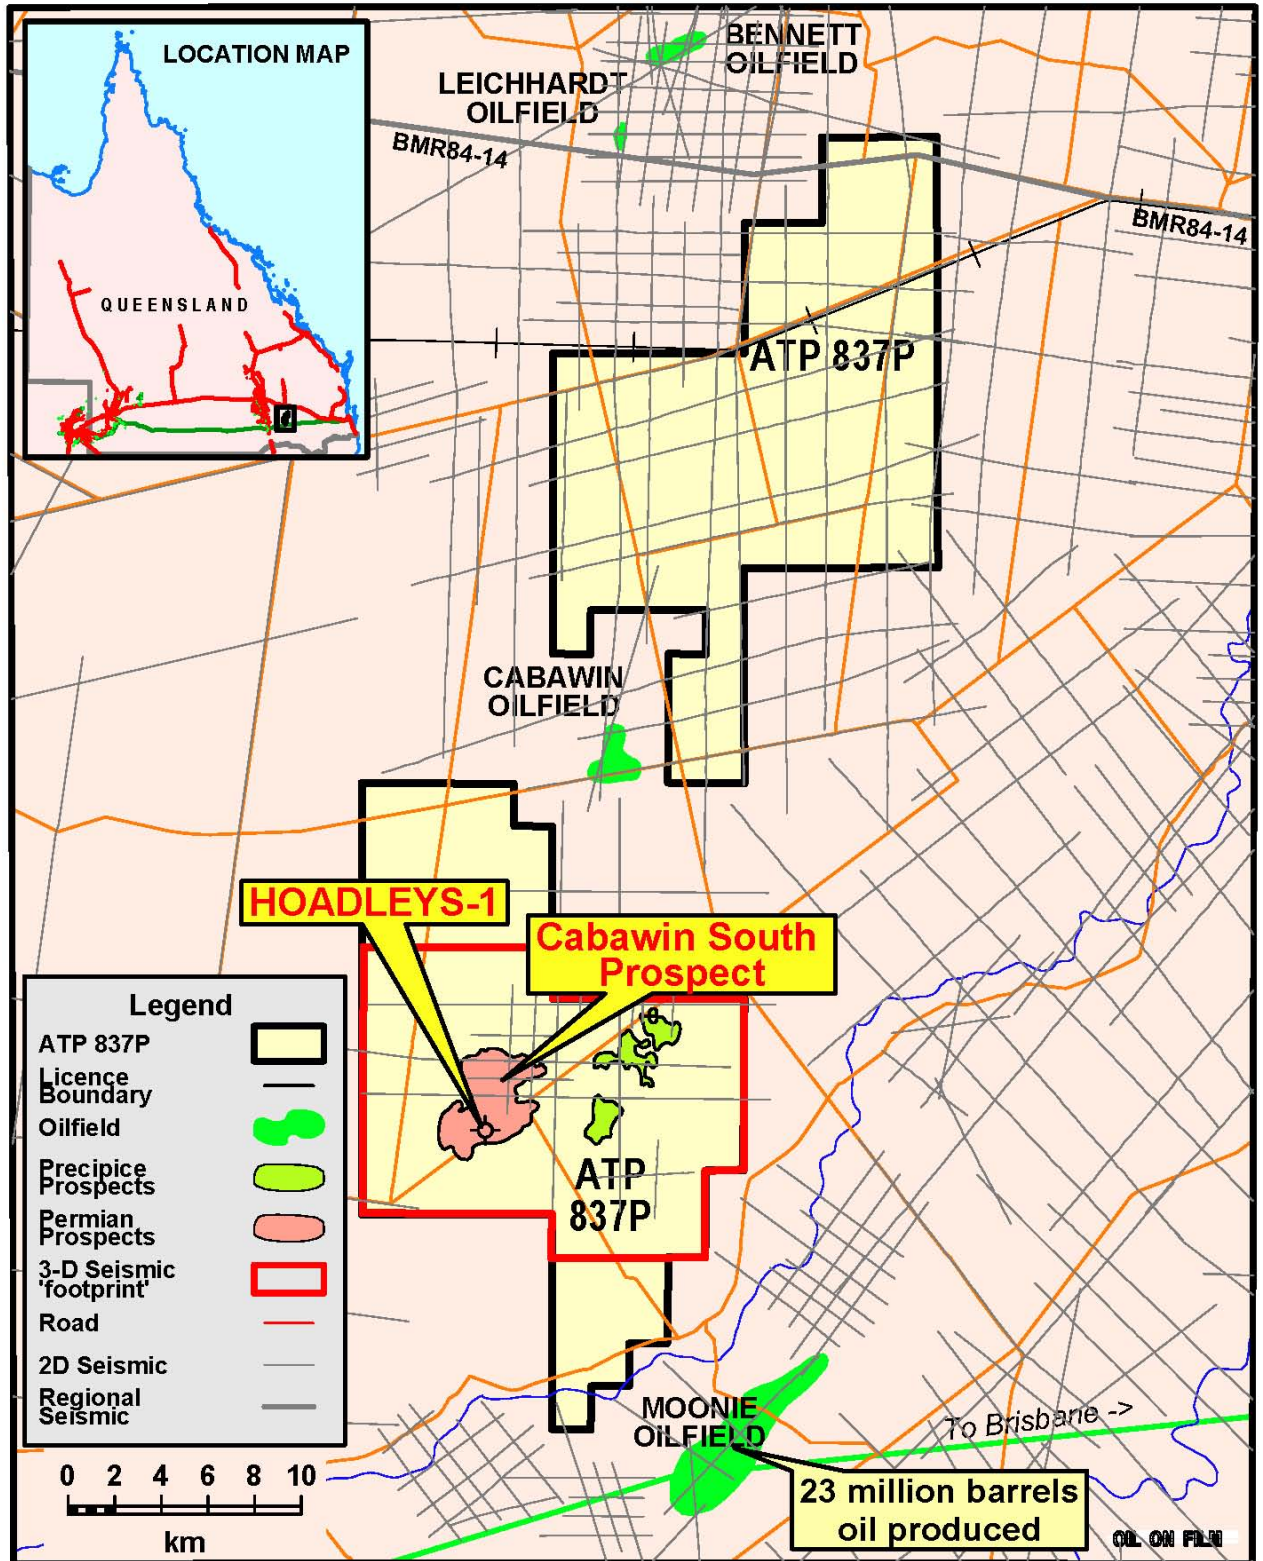 LOCATION MAP
QUEENSLAND
BENNETT
OILFIELD
LEICHHARDT
OILFIELD
BMR84-14
BMR84-14
ATP 837P
CABAWIN
OILFIELD
HOADLEYS-1
Cabawin South
Prospect
ATP
837P
Legend
ATP 837P
Licence
Boundary
Oilfield
Precipice
Prospects
Permian
Prospects
3-D Seismic
'footprint'
Road
2D Seismic
Regional
Seismic
0 2 4 6 8 10
km
MOONIE
OILFIELD
To Brisbane ->
23 million barrels
oil produced
OIL ON FILM